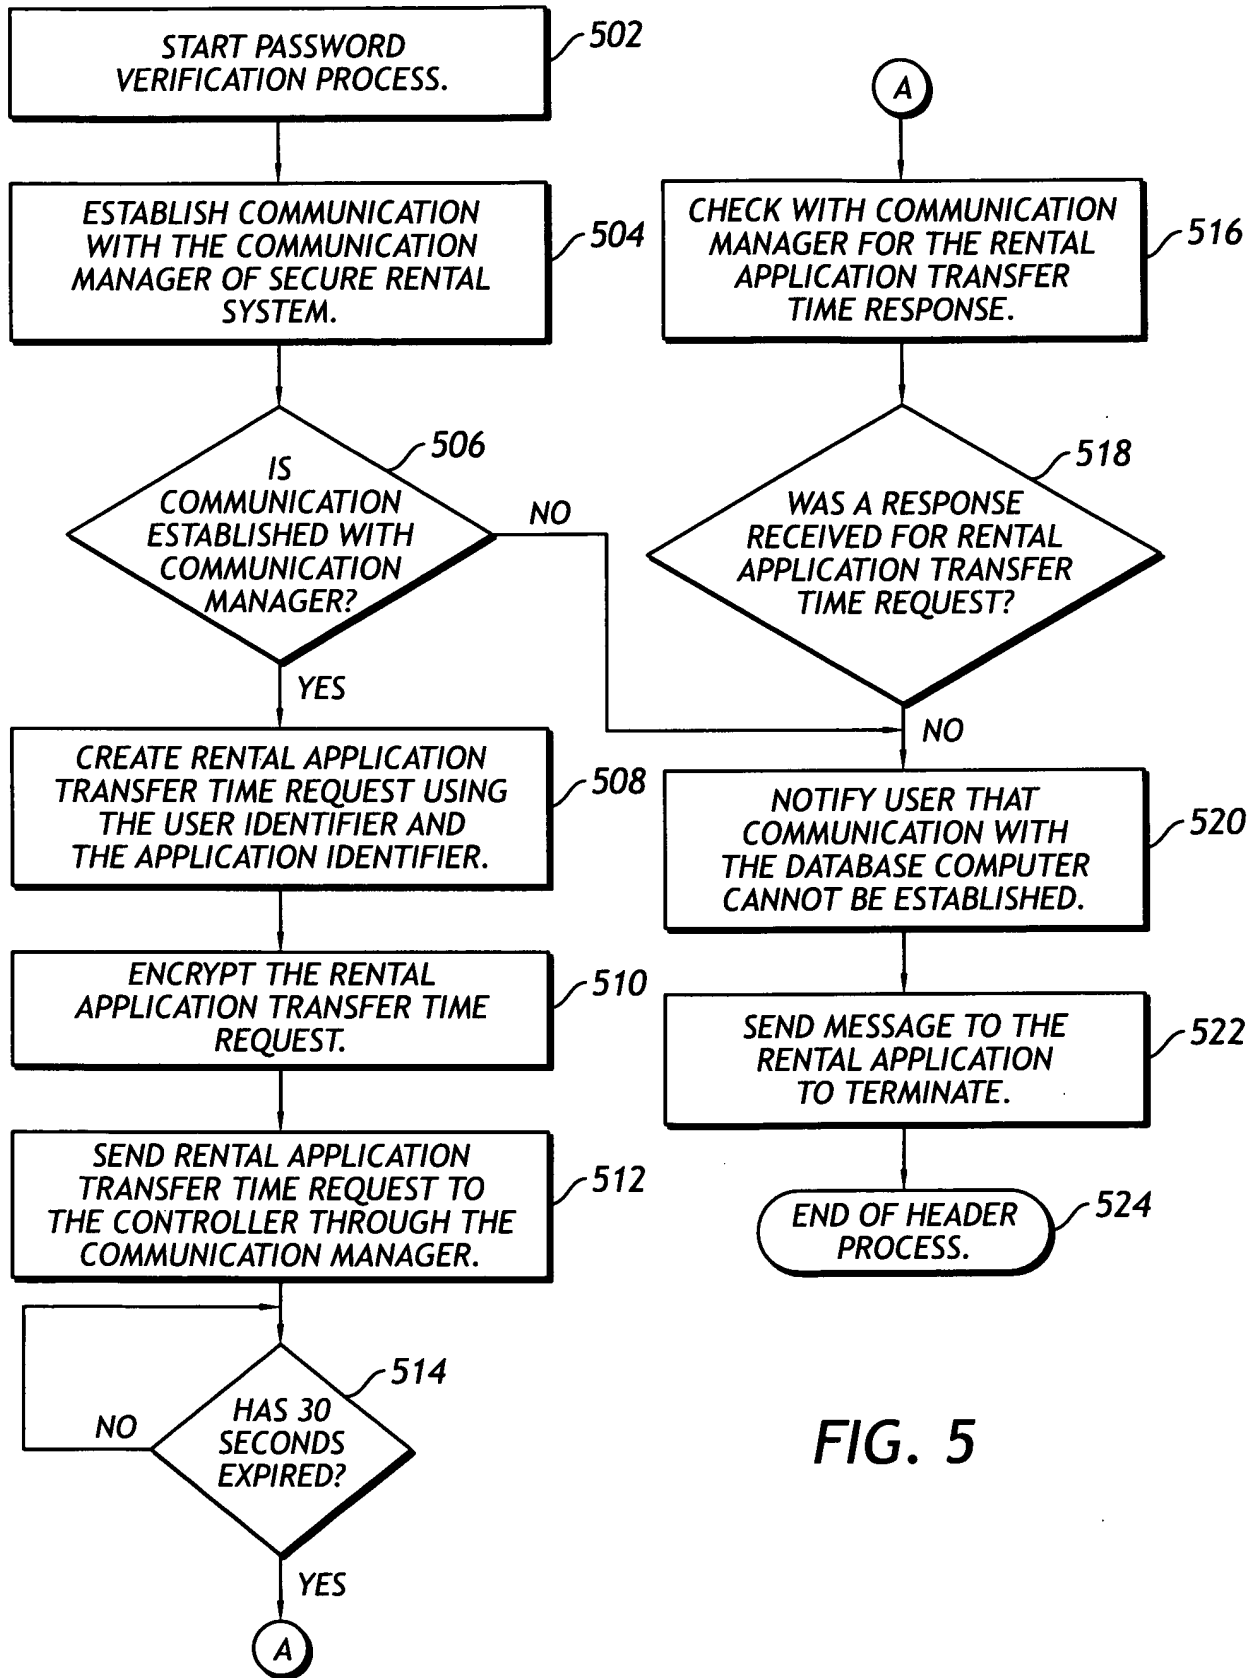 START PASSWORD
VERIFICATION PROCESS.
502
ESTABLISH COMMUNICATION
WITH THE COMMUNICATION
MANAGER OF SECURE RENTAL
SYSTEM.
504
IS
COMMUNICATION
ESTABLISHED WITH
COMMUNICATION
MANAGER?
506
NO
YES
CREATE RENTAL APPLICATION
TRANSFER TIME REQUEST USING
THE USER IDENTIFIER AND
THE APPLICATION IDENTIFIER.
508
ENCRYPT THE RENTAL
APPLICATION TRANSFER TIME
REQUEST.
510
SEND RENTAL APPLICATION
TRANSFER TIME REQUEST TO
THE CONTROLLER THROUGH THE
COMMUNICATION MANAGER.
512
HAS 30
SECONDS
EXPIRED?
514
NO
YES
A
A
CHECK WITH COMMUNICATION
MANAGER FOR THE RENTAL
APPLICATION TRANSFER
TIME RESPONSE.
516
WAS A RESPONSE
RECEIVED FOR RENTAL
APPLICATION TRANSFER
TIME REQUEST?
518
NO
NOTIFY USER THAT
COMMUNICATION WITH
THE DATABASE COMPUTER
CANNOT BE ESTABLISHED.
520
SEND MESSAGE TO THE
RENTAL APPLICATION
TO TERMINATE.
522
END OF HEADER
PROCESS.
524
FIG. 5